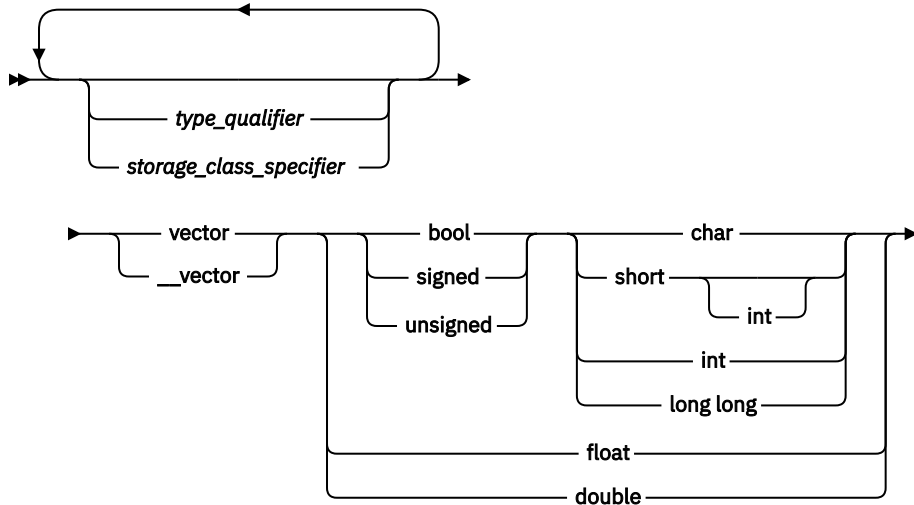 type_qualifier
storage_class_specifier
vector bool char
__vector signed short
unsigned int
int
long long
float
double